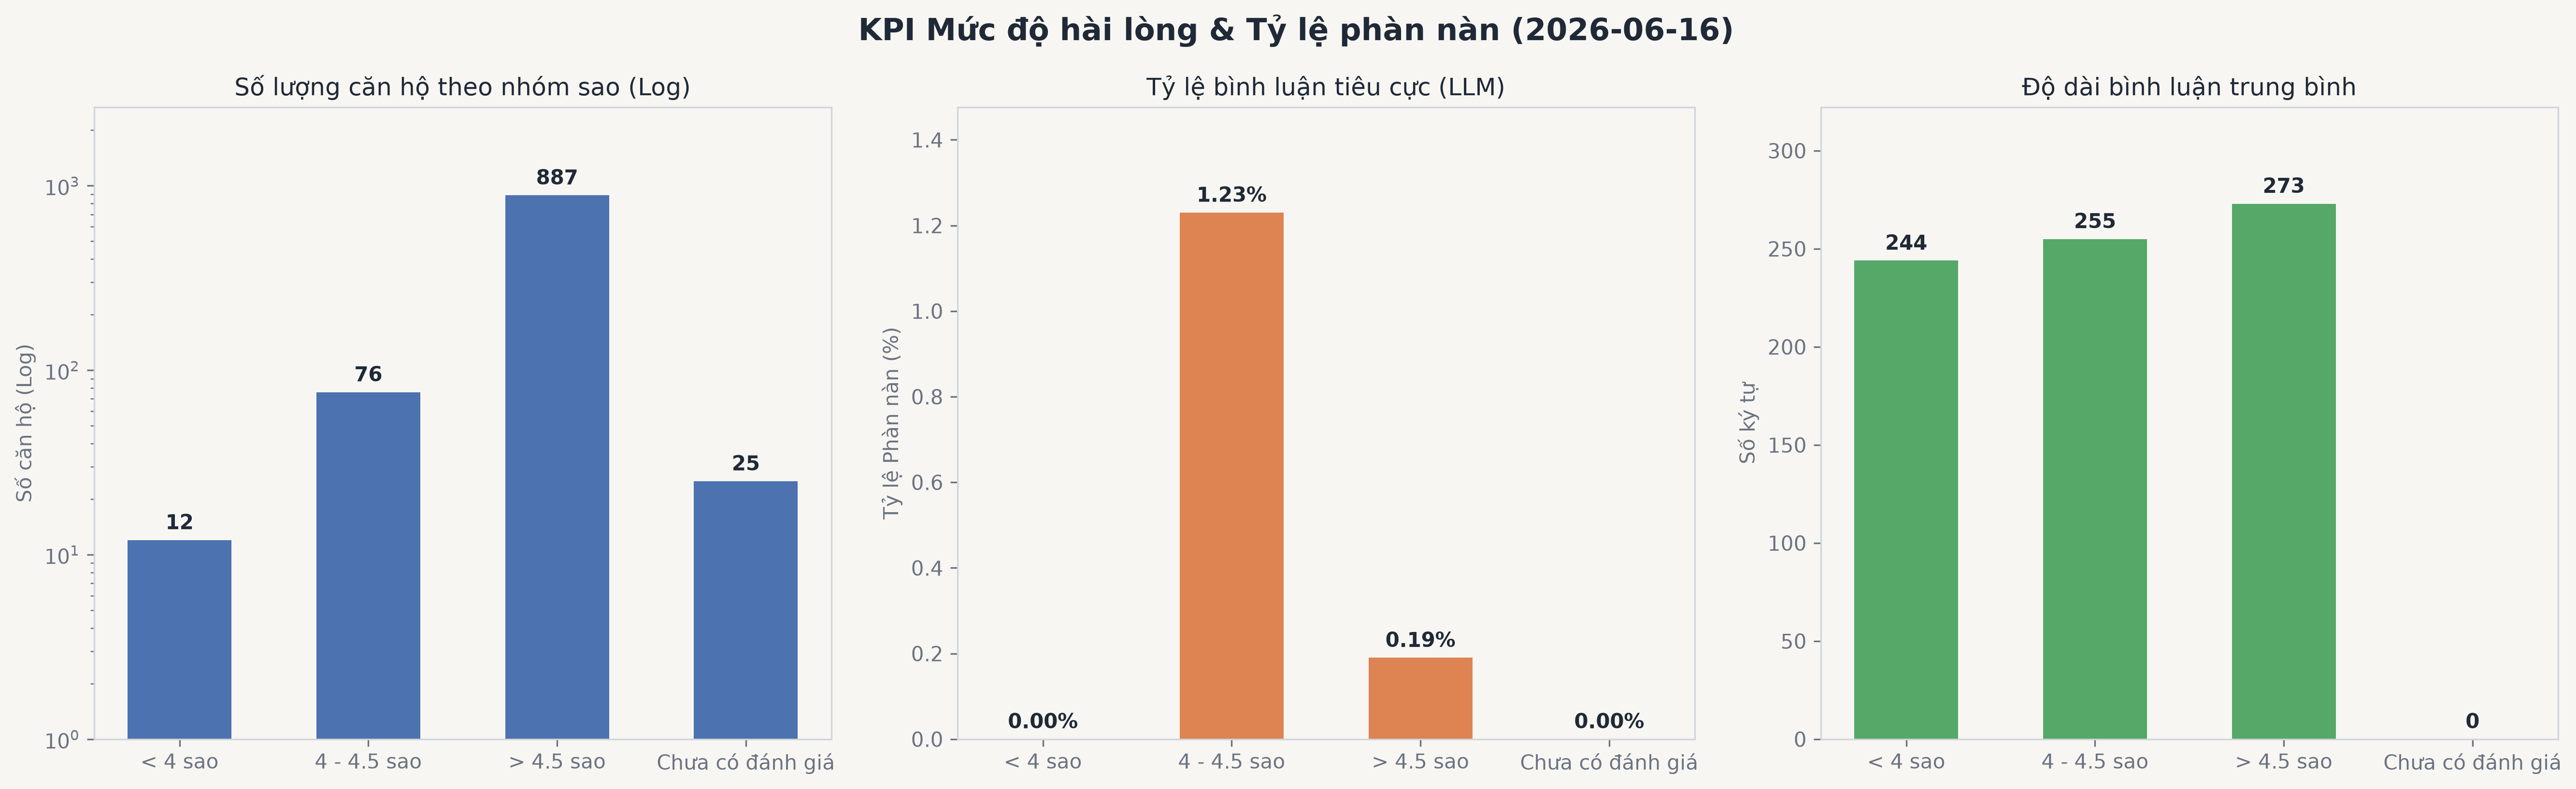 KPI Mức độ hài lòng & Tỷ lệ phàn nàn (2026-06-16)
Số lượng căn hộ theo nhóm sao (Log)
Số căn hộ (Log)
10³
10²
10¹
10⁰
12
76
887
25
< 4 sao
4 - 4.5 sao
> 4.5 sao
Chưa có đánh giá
Tỷ lệ bình luận tiêu cực (LLM)
Tỷ lệ Phàn nàn (%)
1.4
1.2
1.0
0.8
0.6
0.4
0.2
0.0
0.00%
1.23%
0.19%
0.00%
< 4 sao
4 - 4.5 sao
> 4.5 sao
Chưa có đánh giá
Độ dài bình luận trung bình
Số ký tự
300
250
200
150
100
50
0
244
255
273
0
< 4 sao
4 - 4.5 sao
> 4.5 sao
Chưa có đánh giá